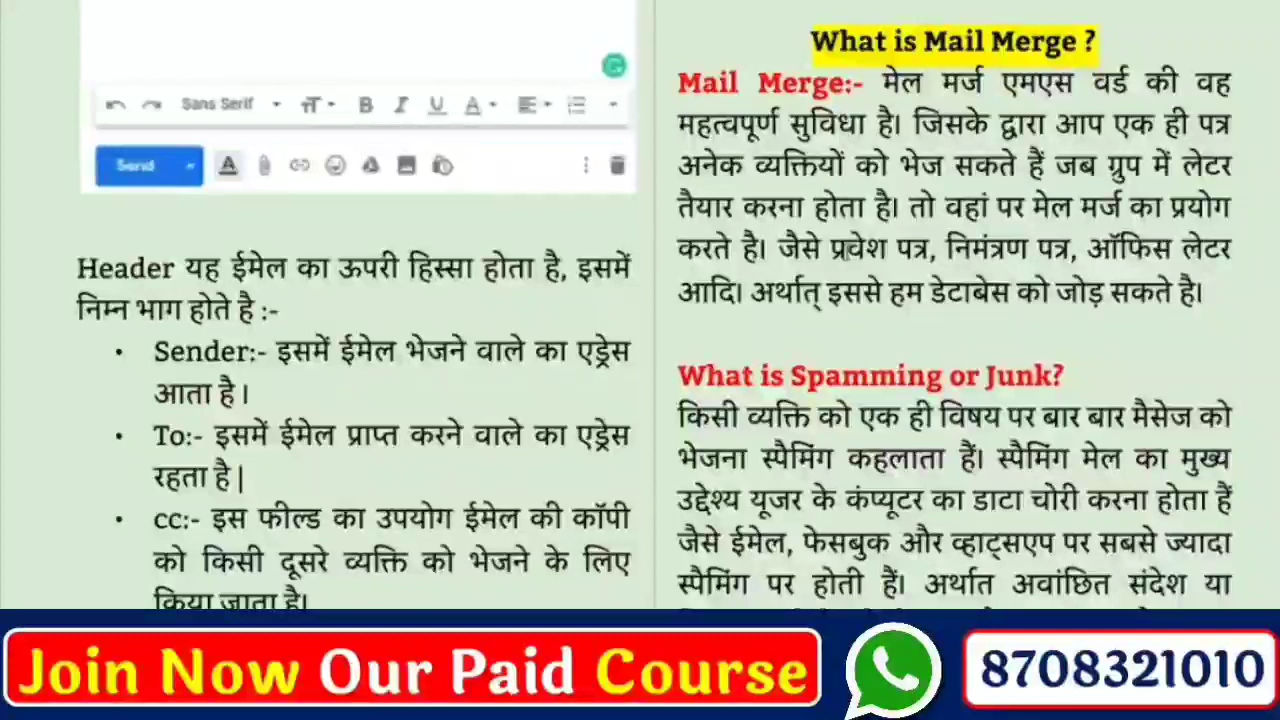 Sans Serif
Send
Header यह ईमेल का ऊपरी हिस्सा होता है, इसमें
निम्न भाग होते है :-
• Sender:- इसमें ईमेल भेजने वाले का एड्रेस
आता है ।
• To:- इसमें ईमेल प्राप्त करने वाले का एड्रेस
रहता है |
• cc:- इस फील्ड का उपयोग ईमेल की कॉपी
को किसी दूसरे व्यक्ति को भेजने के लिए
किया जाता है।
What is Mail Merge ?
Mail Merge:- मेल मर्ज एमएस वर्ड की वह
महत्वपूर्ण सुविधा है। जिसके द्वारा आप एक ही पत्र
अनेक व्यक्तियों को भेज सकते हैं जब ग्रुप में लेटर
तैयार करना होता है। तो वहां पर मेल मर्ज का प्रयोग
करते है। जैसे प्रवेश पत्र, निमंत्रण पत्र, ऑफिस लेटर
आदि। अर्थात् इससे हम डेटाबेस को जोड़ सकते है।
What is Spamming or Junk?
किसी व्यक्ति को एक ही विषय पर बार बार मैसेज को
भेजना स्पैमिंग कहलाता हैं। स्पैमिंग मेल का मुख्य
उद्देश्य यूजर के कंप्यूटर का डाटा चोरी करना होता हैं
जैसे ईमेल, फेसबुक और व्हाट्सएप पर सबसे ज्यादा
स्पैमिंग पर होती हैं। अर्थात अवांछित संदेश या
Join Now Our Paid Course
8708321010